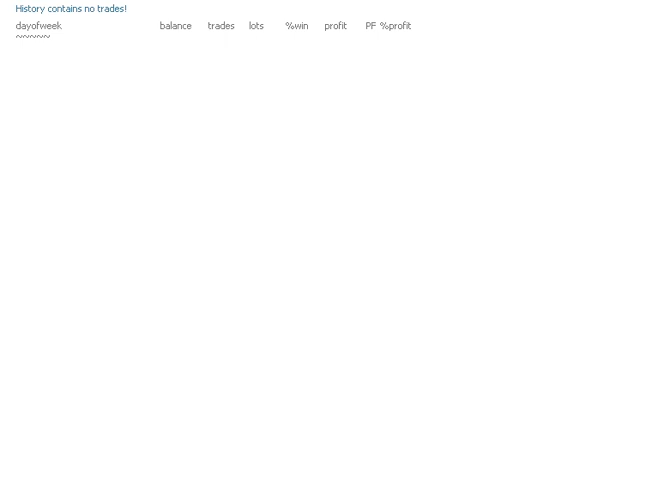 History contains no trades!
dayofweek balance trades lots %win profit PF %profit
~~~~~